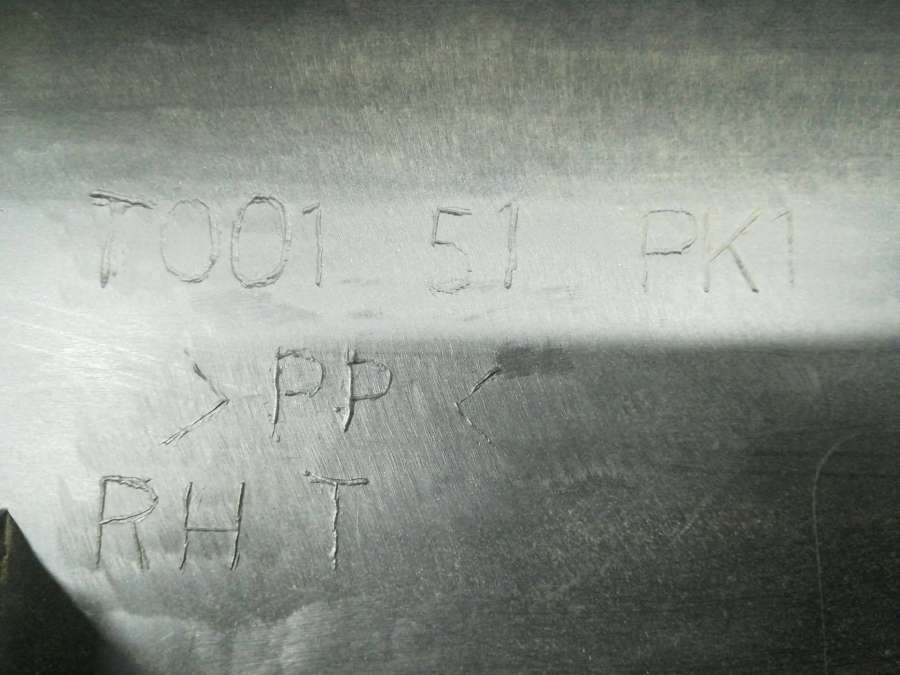 T001 51 PK1
>PP<
RH T